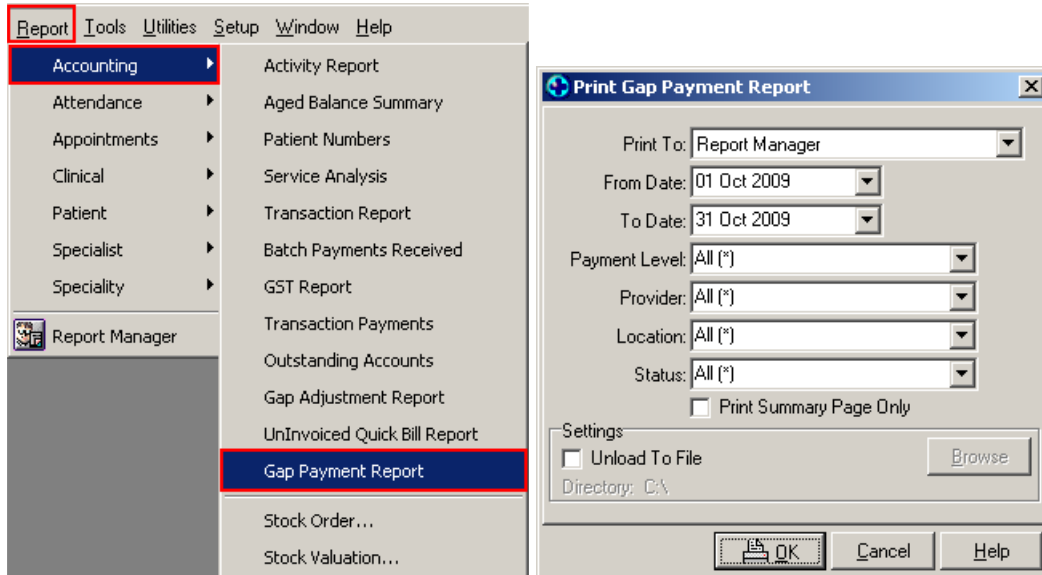 Report Tools Utilities Setup Window Help
Accounting
Attendance
Appointments
Clinical
Patient
Specialist
Speciality
Report Manager
Activity Report
Aged Balance Summary
Patient Numbers
Service Analysis
Transaction Report
Batch Payments Received
GST Report
Transaction Payments
Outstanding Accounts
Gap Adjustment Report
UnInvoiced Quick Bill Report
Gap Payment Report
Stock Order...
Stock Valuation...
Print Gap Payment Report
Print To: Report Manager
From Date: 01 Oct 2009
To Date: 31 Oct 2009
Payment Level: All (*)
Provider: All (*)
Location: All (*)
Status: All (*)
Print Summary Page Only
Settings
Unload To File Browse
Directory: C:\
OK Cancel Help